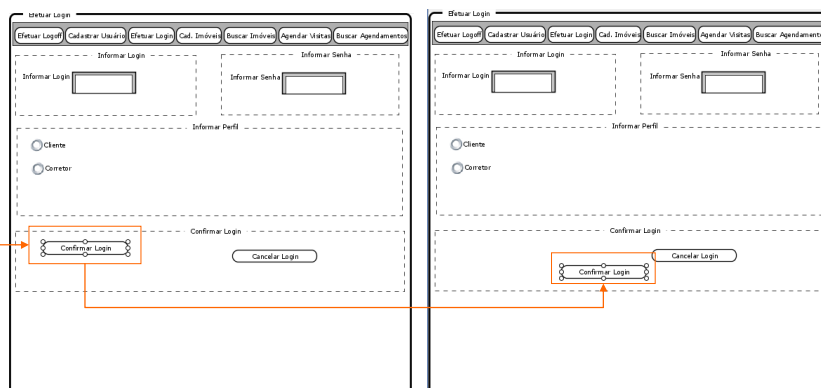 Efetuar Login
Efetuar Logoff Cadastrar Usuário Efetuar Login Cad. Imóveis Buscar Imóveis Agendar Visitas Buscar Agendamentos
Informar Login Informar Senha
Informar Login Informar Senha
Informar Perfil
Cliente
Corretor
Confirmar Login
Confirmar Login Cancelar Login
Efetuar Login
Efetuar Logoff Cadastrar Usuário Efetuar Login Cad. Imóveis Buscar Imóveis Agendar Visitas Buscar Agendamento
Informar Login Informar Senha
Informar Login Informar Senha
Informar Perfil
Cliente
Corretor
Confirmar Login
Cancelar Login
Confirmar Login